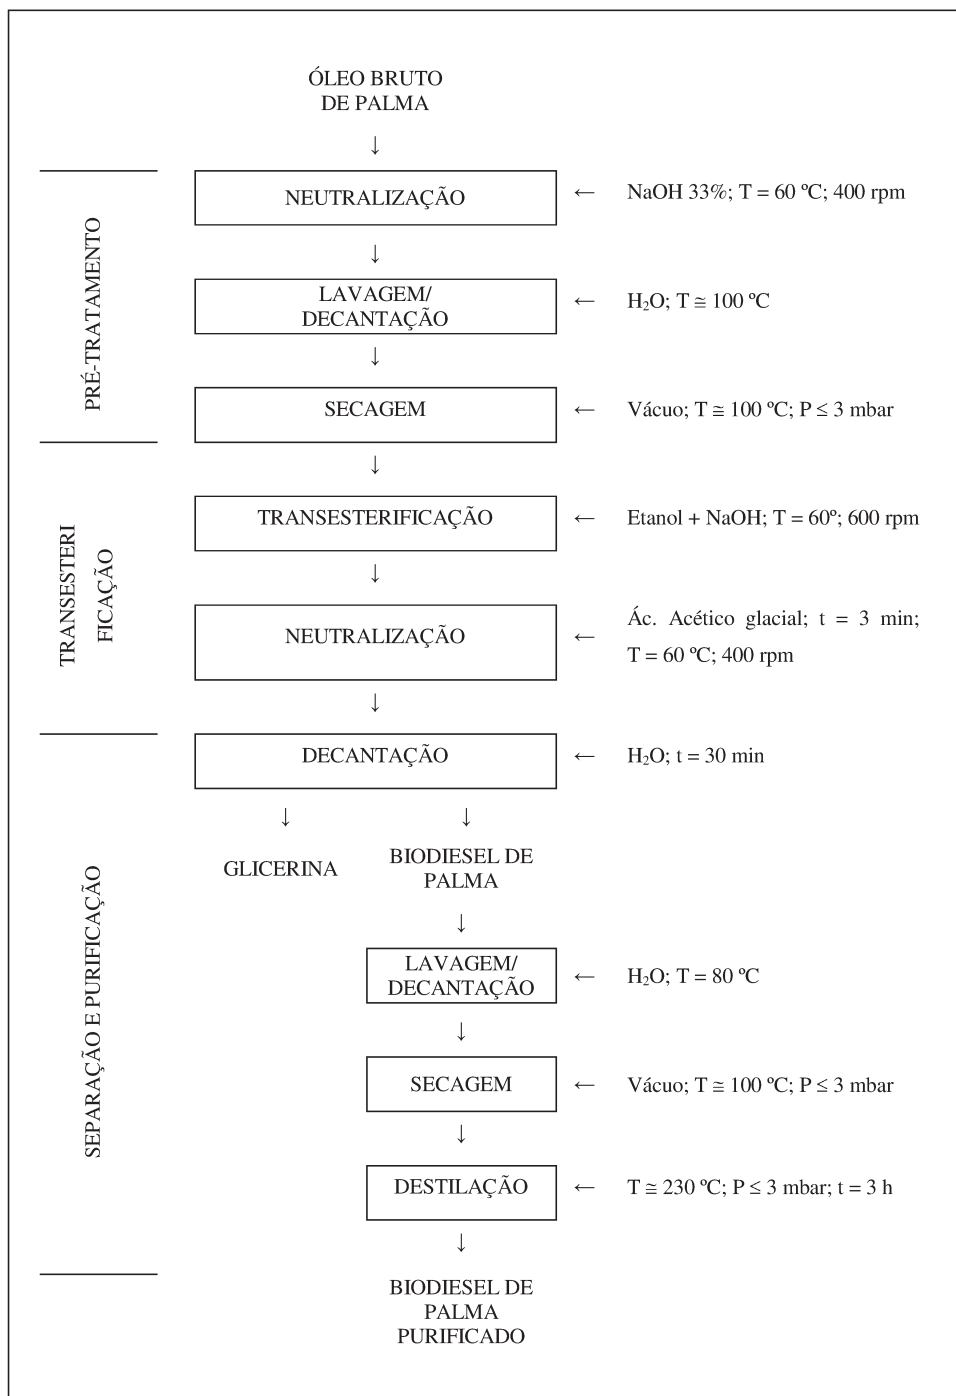 ÓLEO BRUTO
DE PALMA
↓
PRÉ-TRATAMENTO
NEUTRALIZAÇÃO
← NaOH 33%; T = 60 ºC; 400 rpm
↓
LAVAGEM/
DECANTAÇÃO
← H₂O; T ≅ 100 ºC
↓
SECAGEM
← Vácuo; T ≅ 100 ºC; P ≤ 3 mbar
↓
TRANSESTERI
FICAÇÃO
TRANSESTERIFICAÇÃO
← Etanol + NaOH; T = 60º; 600 rpm
↓
NEUTRALIZAÇÃO
← Ác. Acético glacial; t = 3 min;
T = 60 ºC; 400 rpm
↓
SEPARAÇÃO E PURIFICAÇÃO
DECANTAÇÃO
← H₂O; t = 30 min
↓ ↓
GLICERINA
BIODIESEL DE
PALMA
↓
LAVAGEM/
DECANTAÇÃO
← H₂O; T = 80 ºC
↓
SECAGEM
← Vácuo; T ≅ 100 ºC; P ≤ 3 mbar
↓
DESTILAÇÃO
← T ≅ 230 ºC; P ≤ 3 mbar; t = 3 h
↓
BIODIESEL DE
PALMA
PURIFICADO